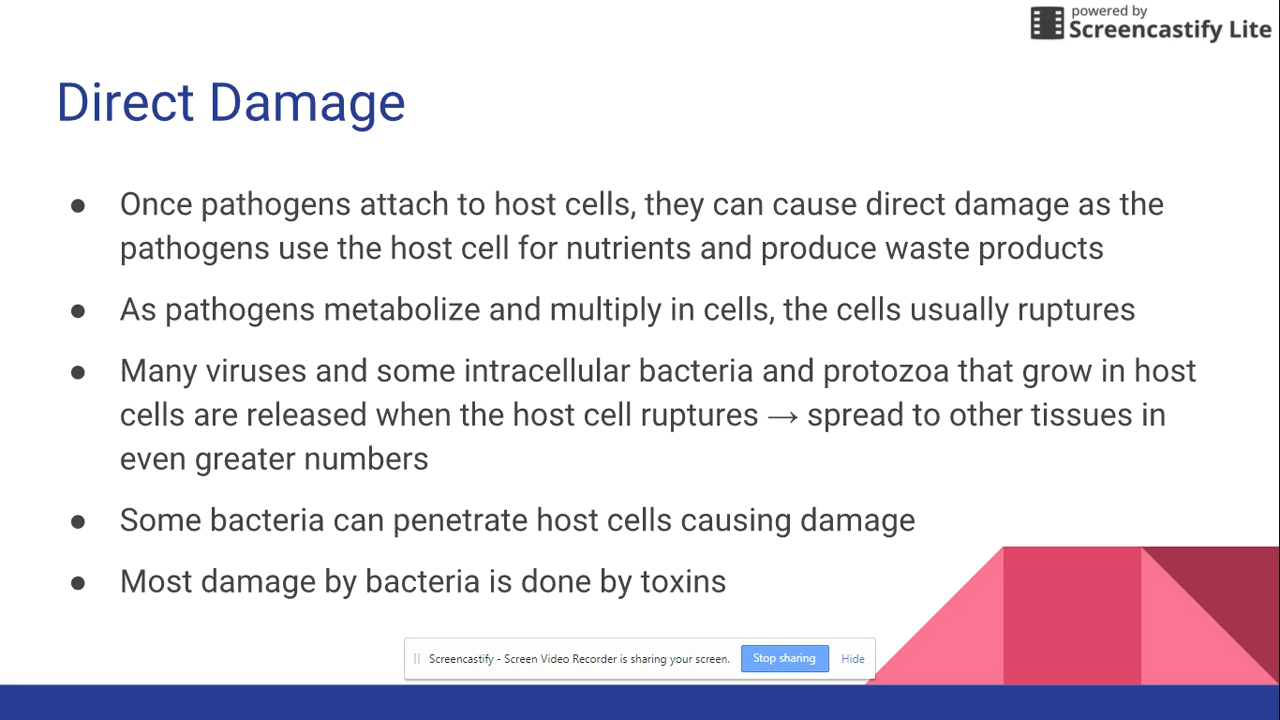 powered by
Screencastify Lite
Direct Damage
● Once pathogens attach to host cells, they can cause direct damage as the
pathogens use the host cell for nutrients and produce waste products
● As pathogens metabolize and multiply in cells, the cells usually ruptures
● Many viruses and some intracellular bacteria and protozoa that grow in host
cells are released when the host cell ruptures → spread to other tissues in
even greater numbers
● Some bacteria can penetrate host cells causing damage
● Most damage by bacteria is done by toxins
Screencastify - Screen Video Recorder is sharing your screen. Stop sharing Hide